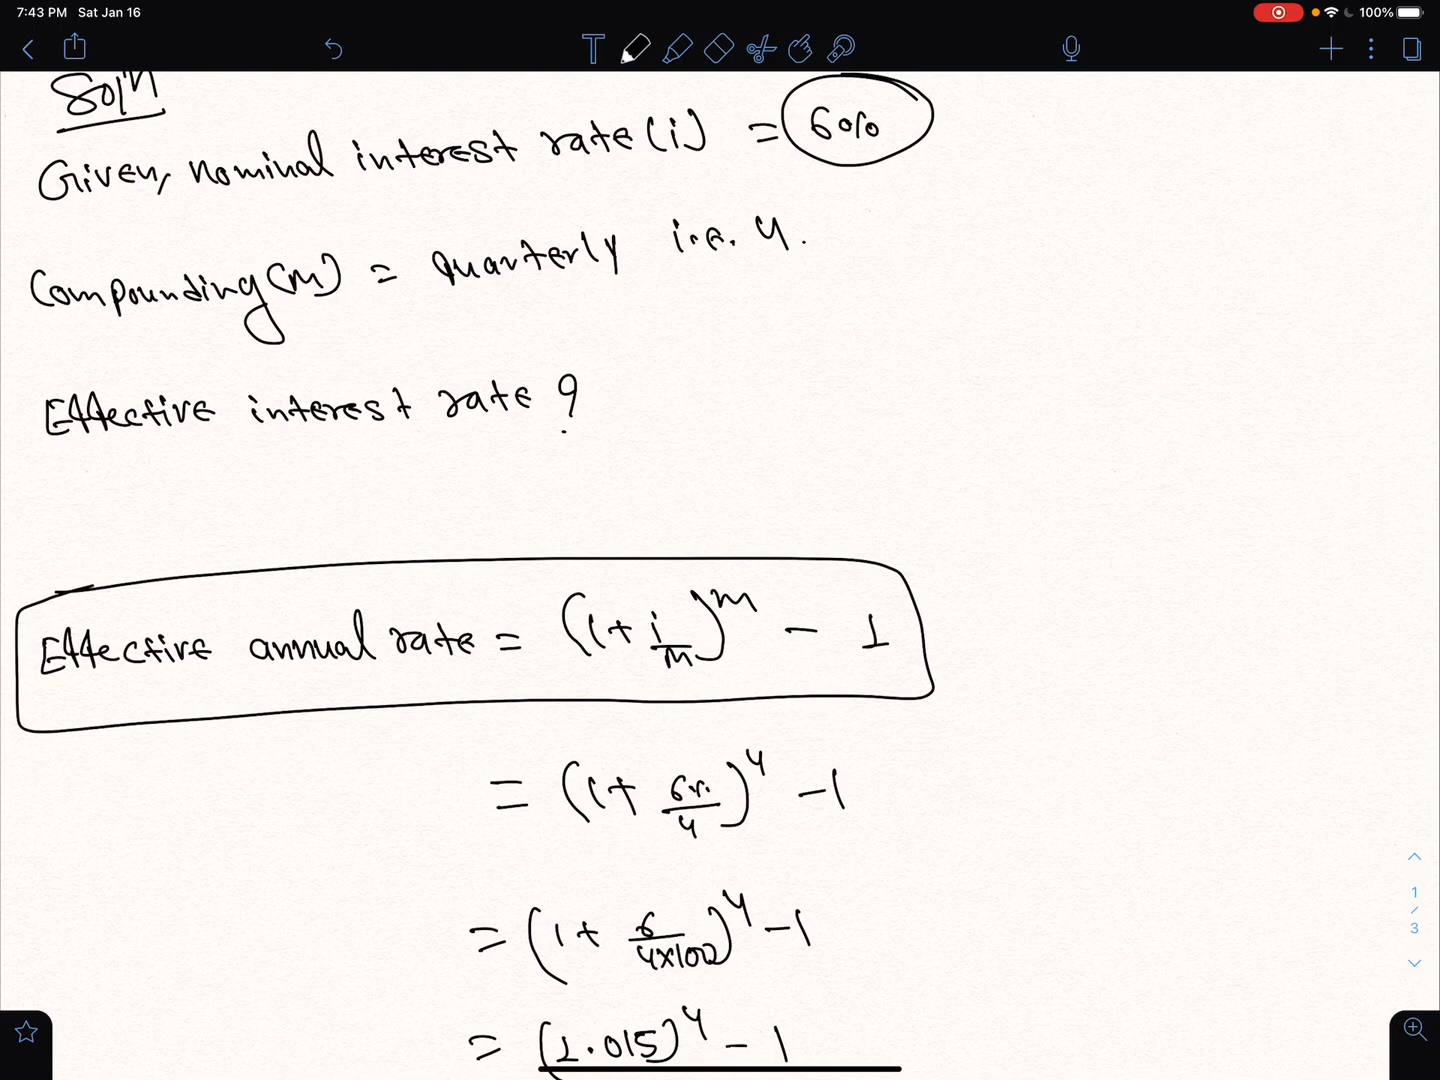 7:43 PM Sat Jan 16
100%
T
Soln
Given, nominal interest rate (i) = 6%
Compounding (m) = quarterly i.e. 4.
Effective interest rate ?
Effective annual rate = (1 + i/m)^m - 1
= (1 + 6%/4)^4 - 1
= (1 + 6/4×100)^4 - 1
= (1.015)^4 - 1
1
/
3